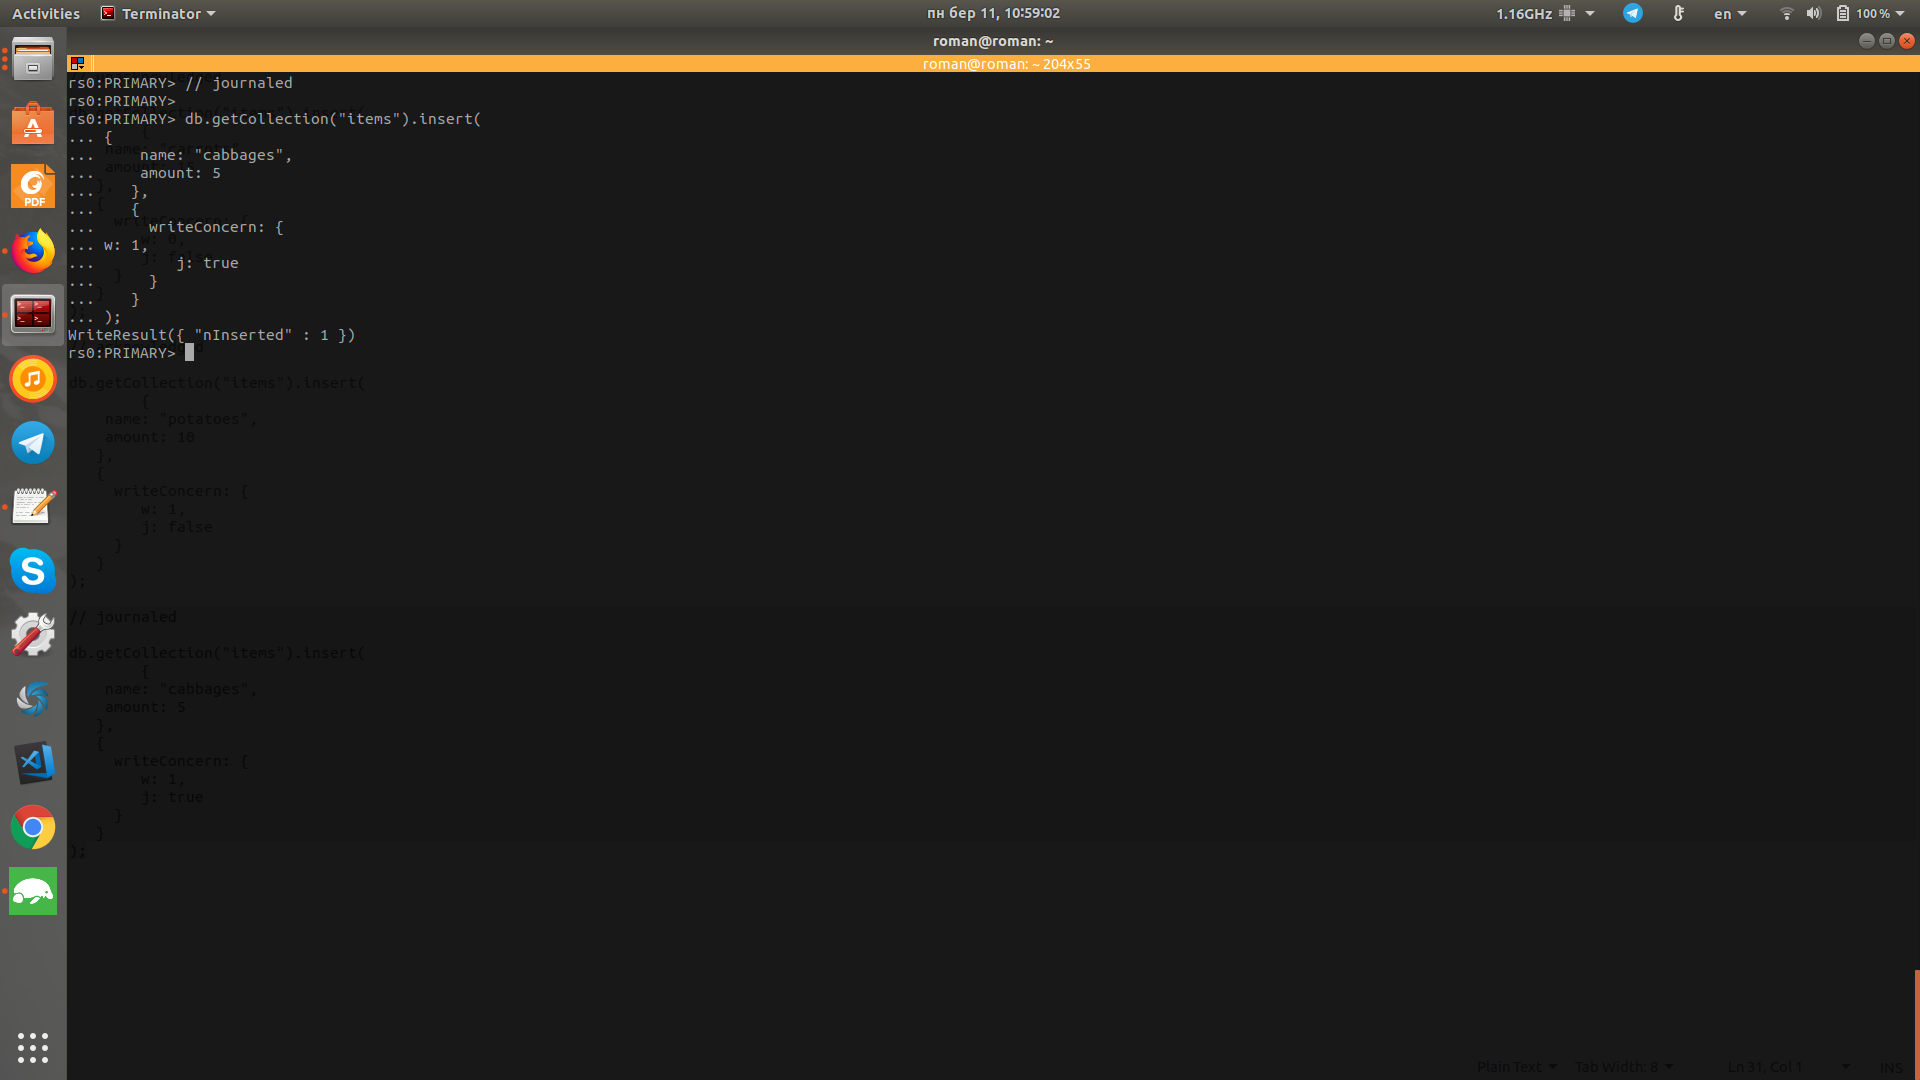 Activities Terminator пн бер 11, 10:59:02 1.16GHz en 100 %
roman@roman: ~
roman@roman: ~ 204x55
rs0:PRIMARY> // journaled
rs0:PRIMARY>
rs0:PRIMARY> db.getCollection("items").insert(
... {
...     name: "cabbages",
...     amount: 5
...    },
...    {
...      writeConcern: {
... w: 1,
...         j: true
...      }
...    }
... );
WriteResult({ "nInserted" : 1 })
rs0:PRIMARY>
db.getCollection("items").insert(
        {
    name: "potatoes",
    amount: 10
   },
   {
     writeConcern: {
        w: 1,
        j: false
     }
   }
);
// journaled
db.getCollection("items").insert(
        {
    name: "cabbages",
    amount: 5
   },
   {
     writeConcern: {
        w: 1,
        j: true
     }
   }
);
PDF
Plain Text Tab Width: 8 Ln 31, Col 1 INS